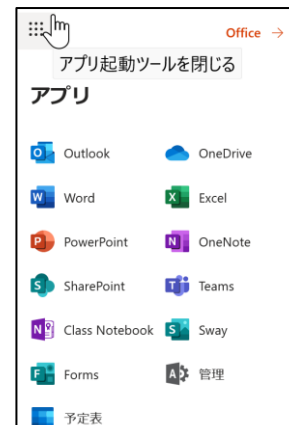 Office →
アプリ起動ツールを閉じる
アプリ
Outlook OneDrive
Word Excel
PowerPoint OneNote
SharePoint Teams
Class Notebook Sway
Forms 管理
予定表